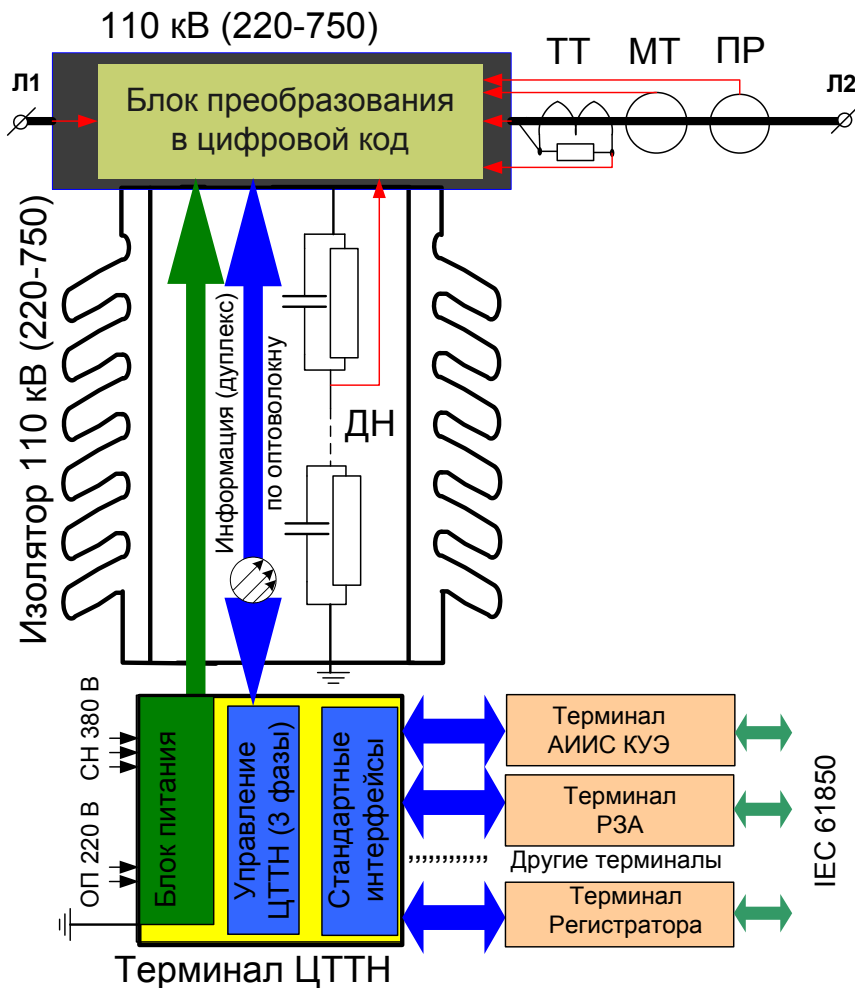 110 кВ (220-750)
ТТ МТ ПР
Л1
Л2
Блок преобразования
в цифровой код
Изолятор 110 кВ (220-750)
Информация (дуплекс)
по оптоволокну
ДН
СН 380 В
ОП 220 В
Блок питания
Управление
ЦТТН (3 фазы)
Стандартные
интерфейсы
Терминал
АИИС КУЭ
Терминал
РЗА
Другие терминалы
Терминал
Регистратора
IEC 61850
Терминал ЦТТН